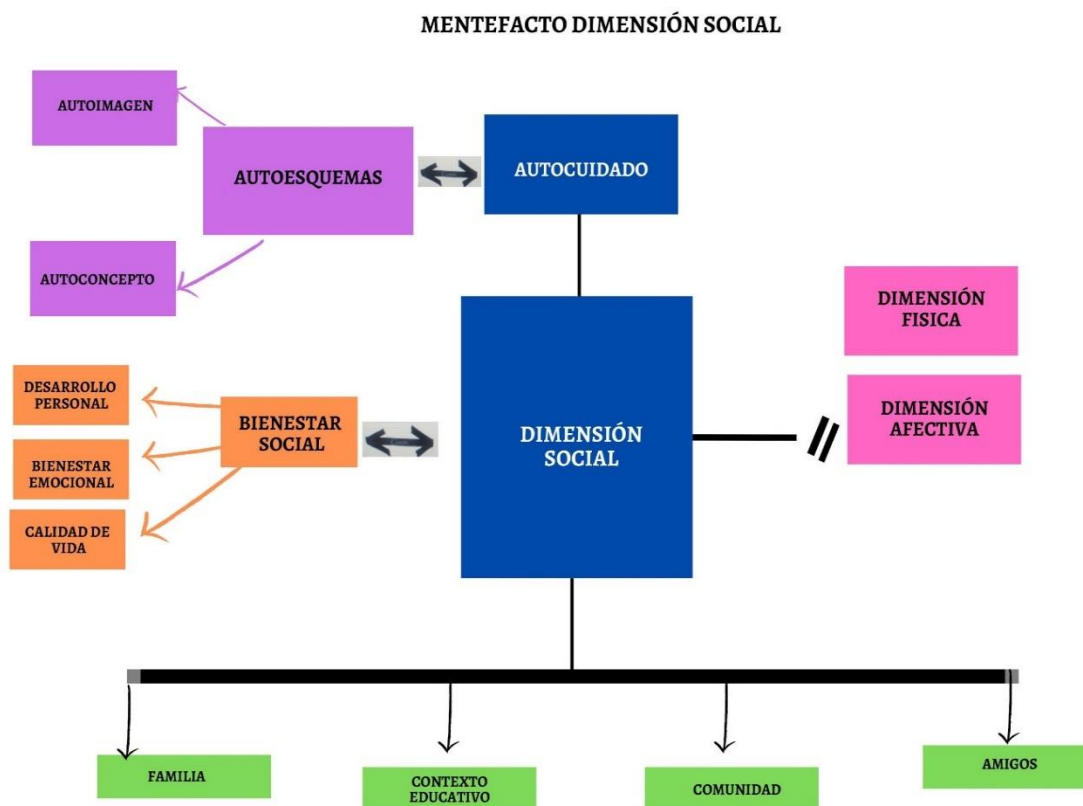 MENTEFACTO DIMENSIÓN SOCIAL
AUTOIMAGEN
AUTOESQUEMAS
AUTOCUIDADO
AUTOCONCEPTO
DIMENSIÓN
FISICA
DESARROLLO
PERSONAL
BIENESTAR
SOCIAL
DIMENSIÓN
SOCIAL
DIMENSIÓN
AFECTIVA
BIENESTAR
EMOCIONAL
CALIDAD DE
VIDA
FAMILIA
CONTEXTO
EDUCATIVO
COMUNIDAD
AMIGOS